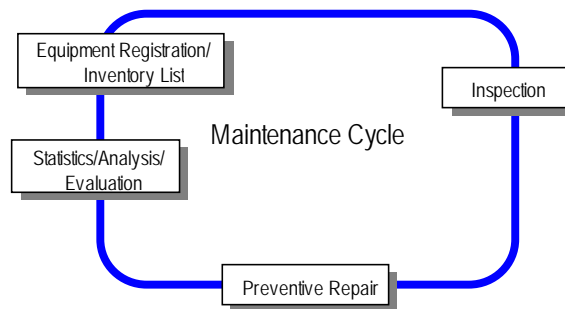 Equipment Registration/
Inventory List
Inspection
Maintenance Cycle
Statistics/Analysis/
Evaluation
Preventive Repair